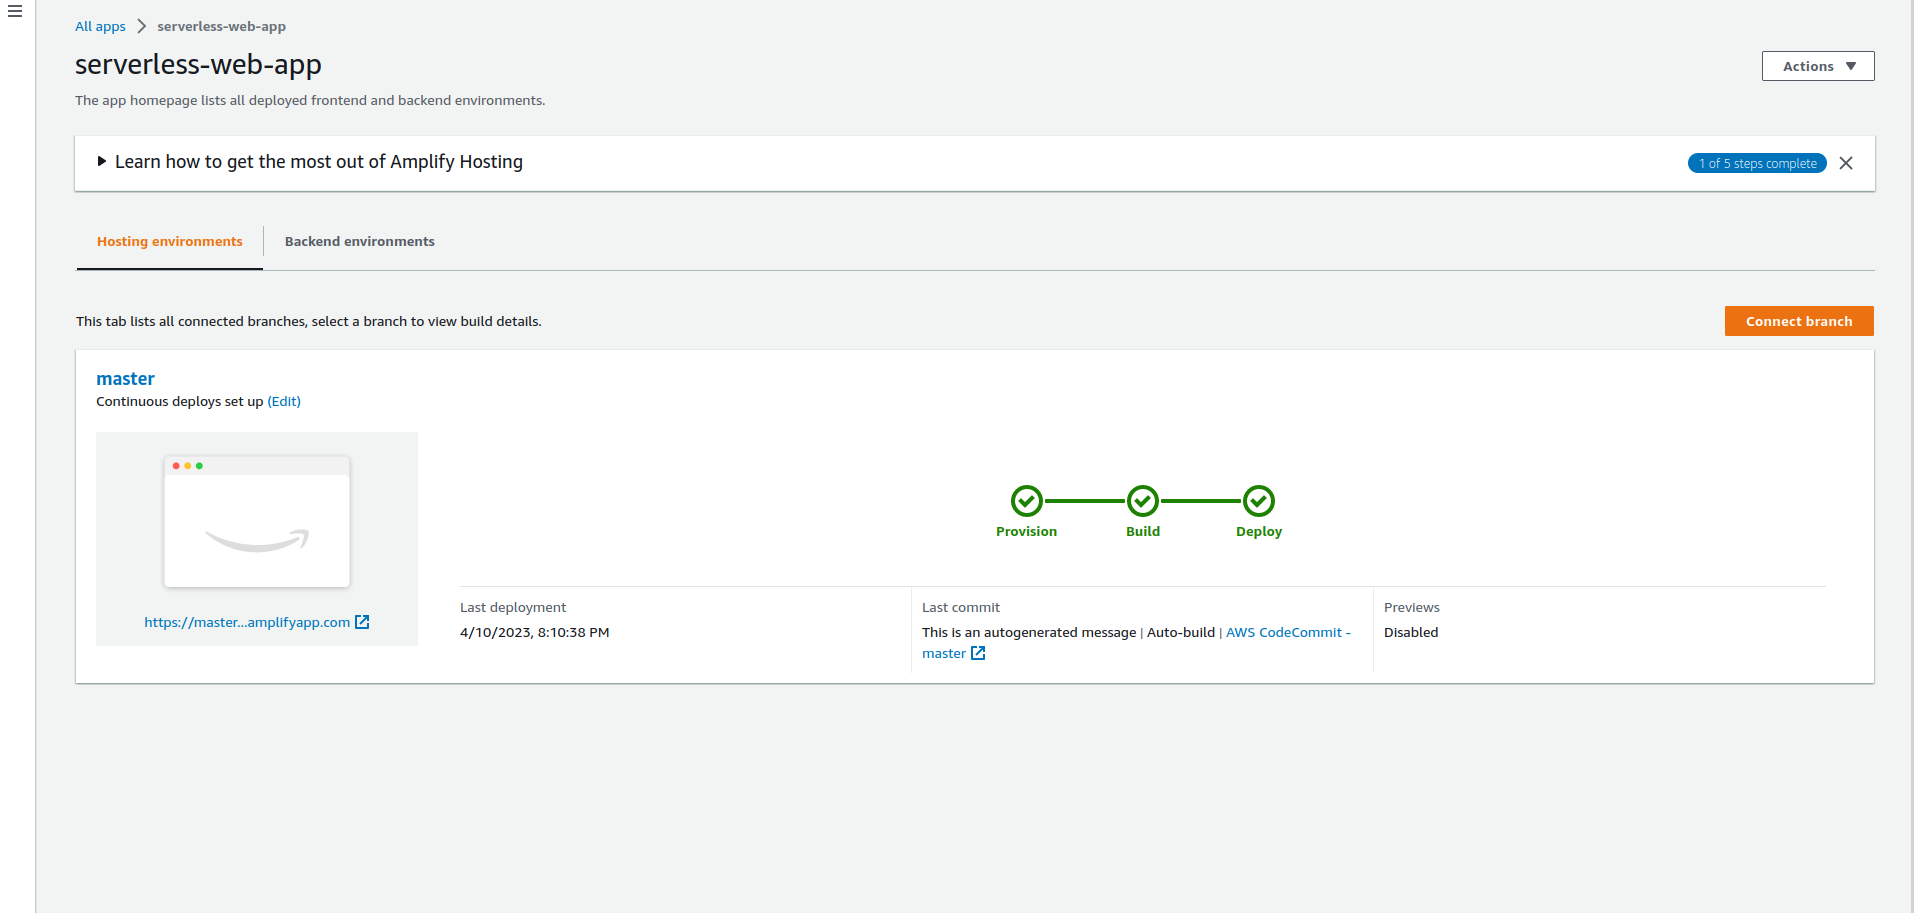 All apps > serverless-web-app
serverless-web-app
Actions
The app homepage lists all deployed frontend and backend environments.
Learn how to get the most out of Amplify Hosting
1 of 5 steps complete
Hosting environments
Backend environments
This tab lists all connected branches, select a branch to view build details.
Connect branch
master
Continuous deploys set up (Edit)
Provision
Build
Deploy
https://master...amplifyapp.com
Last deployment
4/10/2023, 8:10:38 PM
Last commit
This is an autogenerated message | Auto-build | AWS CodeCommit -
master
Previews
Disabled